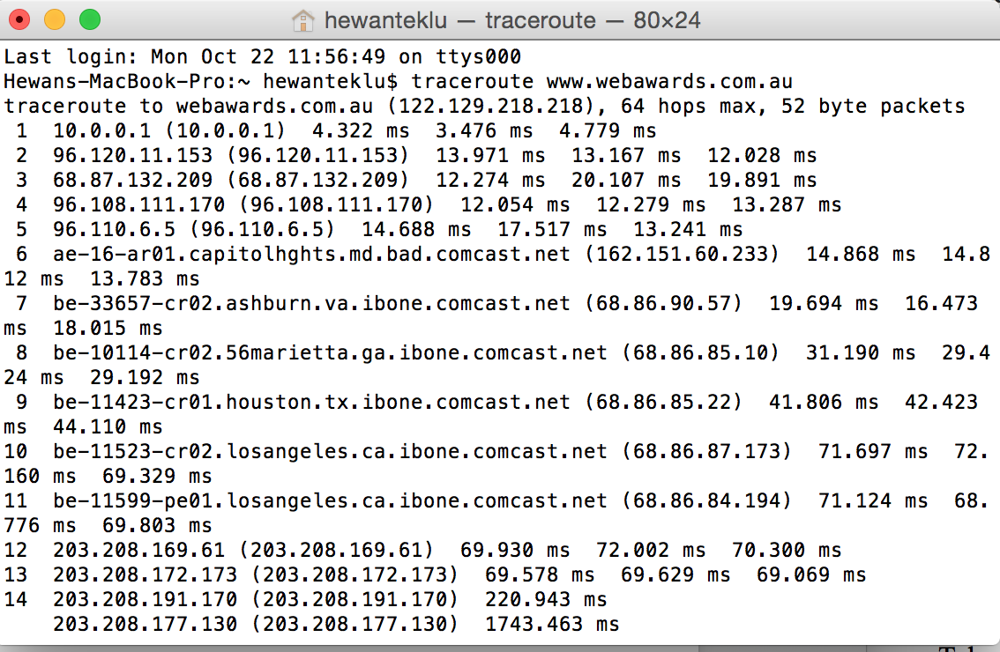 hewanteklu — traceroute — 80×24
Last login: Mon Oct 22 11:56:49 on ttys000
Hewans-MacBook-Pro:~ hewanteklu$ traceroute www.webawards.com.au
traceroute to webawards.com.au (122.129.218.218), 64 hops max, 52 byte packets
 1  10.0.0.1 (10.0.0.1)  4.322 ms  3.476 ms  4.779 ms
 2  96.120.11.153 (96.120.11.153)  13.971 ms  13.167 ms  12.028 ms
 3  68.87.132.209 (68.87.132.209)  12.274 ms  20.107 ms  19.891 ms
 4  96.108.111.170 (96.108.111.170)  12.054 ms  12.279 ms  13.287 ms
 5  96.110.6.5 (96.110.6.5)  14.688 ms  17.517 ms  13.241 ms
 6  ae-16-ar01.capitolhghts.md.bad.comcast.net (162.151.60.233)  14.868 ms  14.8
12 ms  13.783 ms
 7  be-33657-cr02.ashburn.va.ibone.comcast.net (68.86.90.57)  19.694 ms  16.473
ms  18.015 ms
 8  be-10114-cr02.56marietta.ga.ibone.comcast.net (68.86.85.10)  31.190 ms  29.4
24 ms  29.192 ms
 9  be-11423-cr01.houston.tx.ibone.comcast.net (68.86.85.22)  41.806 ms  42.423
ms  44.110 ms
10  be-11523-cr02.losangeles.ca.ibone.comcast.net (68.86.87.173)  71.697 ms  72.
160 ms  69.329 ms
11  be-11599-pe01.losangeles.ca.ibone.comcast.net (68.86.84.194)  71.124 ms  68.
776 ms  69.803 ms
12  203.208.169.61 (203.208.169.61)  69.930 ms  72.002 ms  70.300 ms
13  203.208.172.173 (203.208.172.173)  69.578 ms  69.629 ms  69.069 ms
14  203.208.191.170 (203.208.191.170)  220.943 ms
    203.208.177.130 (203.208.177.130)  1743.463 ms